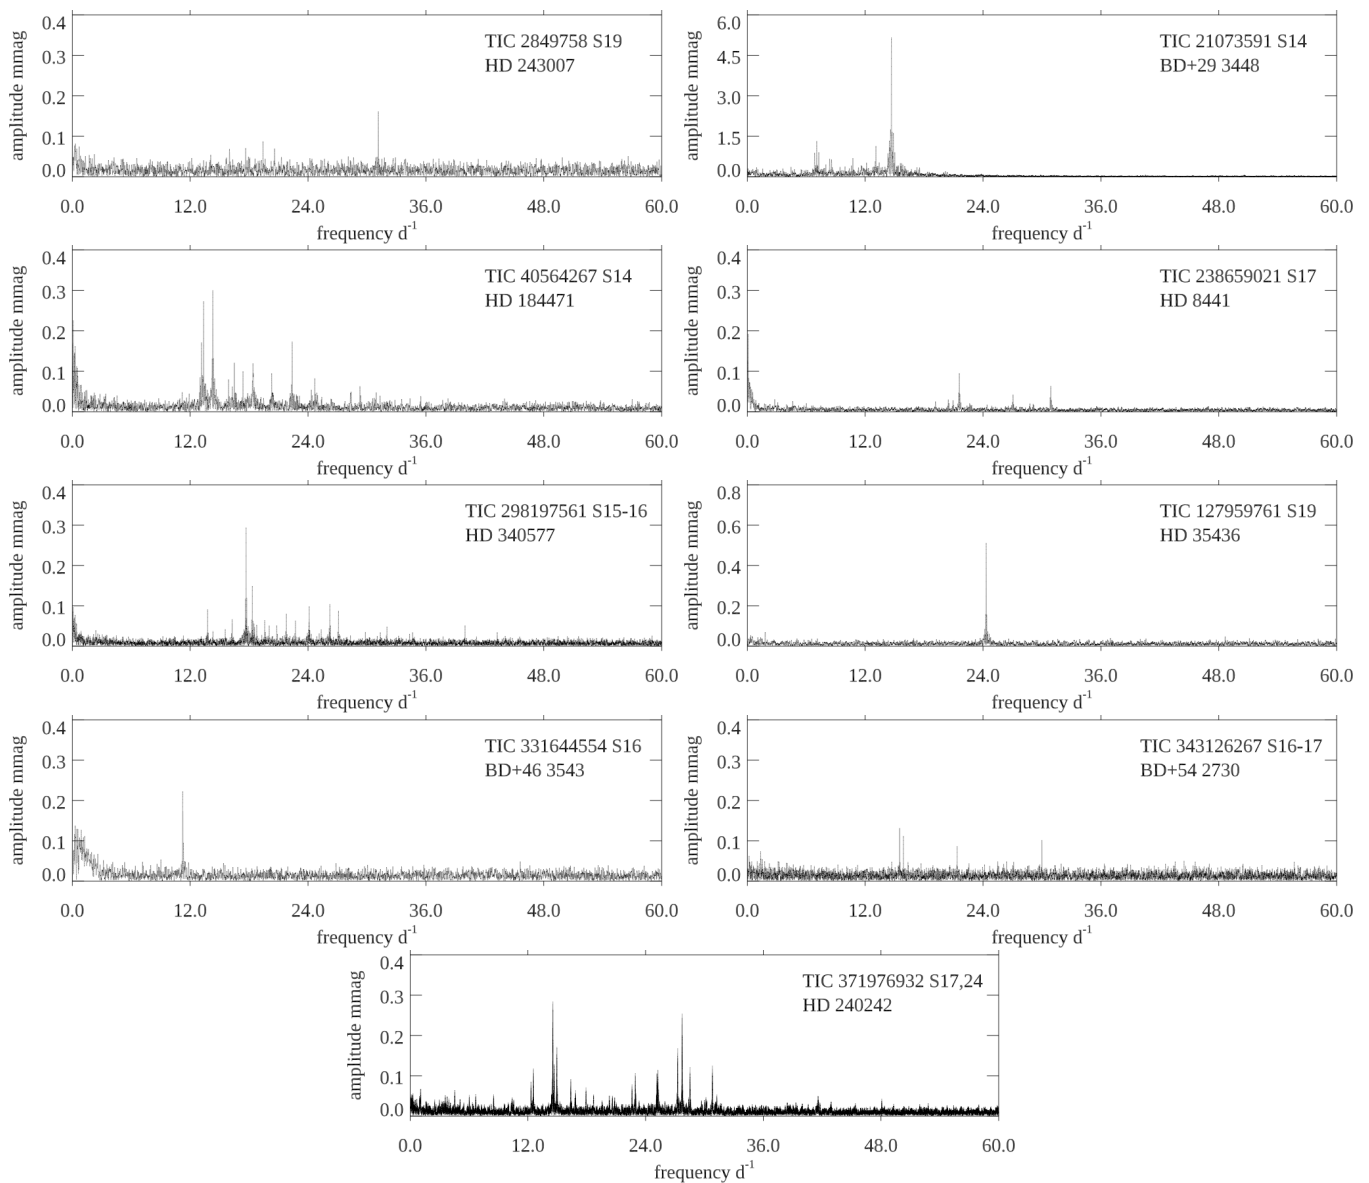 amplitude mmag
0.4
0.3
0.2
0.1
0.0
TIC 2849758 S19
HD 243007
0.0 12.0 24.0 36.0 48.0 60.0
frequency d-1
amplitude mmag
6.0
4.5
3.0
1.5
0.0
TIC 21073591 S14
BD+29 3448
0.0 12.0 24.0 36.0 48.0 60.0
frequency d-1
amplitude mmag
0.4
0.3
0.2
0.1
0.0
TIC 40564267 S14
HD 184471
0.0 12.0 24.0 36.0 48.0 60.0
frequency d-1
amplitude mmag
0.4
0.3
0.2
0.1
0.0
TIC 238659021 S17
HD 8441
0.0 12.0 24.0 36.0 48.0 60.0
frequency d-1
amplitude mmag
0.4
0.3
0.2
0.1
0.0
TIC 298197561 S15-16
HD 340577
0.0 12.0 24.0 36.0 48.0 60.0
frequency d-1
amplitude mmag
0.8
0.6
0.4
0.2
0.0
TIC 127959761 S19
HD 35436
0.0 12.0 24.0 36.0 48.0 60.0
frequency d-1
amplitude mmag
0.4
0.3
0.2
0.1
0.0
TIC 331644554 S16
BD+46 3543
0.0 12.0 24.0 36.0 48.0 60.0
frequency d-1
amplitude mmag
0.4
0.3
0.2
0.1
0.0
TIC 343126267 S16-17
BD+54 2730
0.0 12.0 24.0 36.0 48.0 60.0
frequency d-1
amplitude mmag
0.4
0.3
0.2
0.1
0.0
TIC 371976932 S17,24
HD 240242
0.0 12.0 24.0 36.0 48.0 60.0
frequency d-1